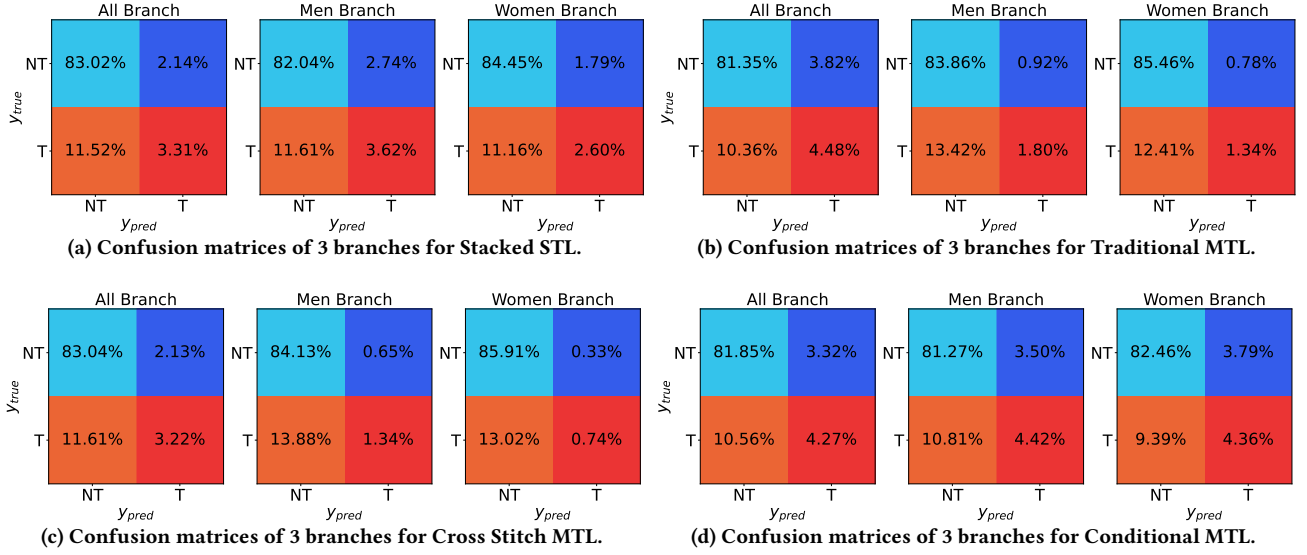 All Branch Men Branch Women Branch
NT 83.02% 2.14% NT 82.04% 2.74% NT 84.45% 1.79%
y_true
T 11.52% 3.31% T 11.61% 3.62% T 11.16% 2.60%
NT T NT T NT T
y_pred y_pred y_pred
(a) Confusion matrices of 3 branches for Stacked STL.
All Branch Men Branch Women Branch
NT 81.35% 3.82% NT 83.86% 0.92% NT 85.46% 0.78%
y_true
T 10.36% 4.48% T 13.42% 1.80% T 12.41% 1.34%
NT T NT T NT T
y_pred y_pred y_pred
(b) Confusion matrices of 3 branches for Traditional MTL.
All Branch Men Branch Women Branch
NT 83.04% 2.13% NT 84.13% 0.65% NT 85.91% 0.33%
y_true
T 11.61% 3.22% T 13.88% 1.34% T 13.02% 0.74%
NT T NT T NT T
y_pred y_pred y_pred
(c) Confusion matrices of 3 branches for Cross Stitch MTL.
All Branch Men Branch Women Branch
NT 81.85% 3.32% NT 81.27% 3.50% NT 82.46% 3.79%
y_true
T 10.56% 4.27% T 10.81% 4.42% T 9.39% 4.36%
NT T NT T NT T
y_pred y_pred y_pred
(d) Confusion matrices of 3 branches for Conditional MTL.